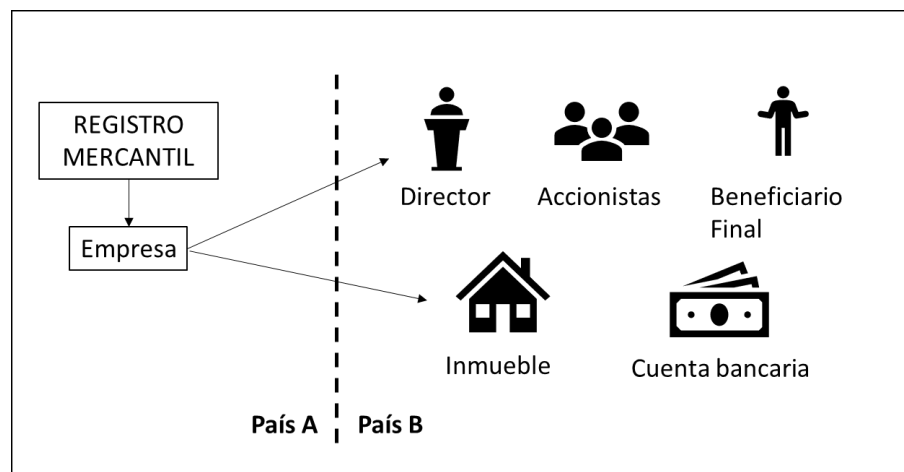 REGISTRO
MERCANTIL
Empresa
Director
Accionistas
Beneficiario
Final
Inmueble
Cuenta bancaria
País A
País B